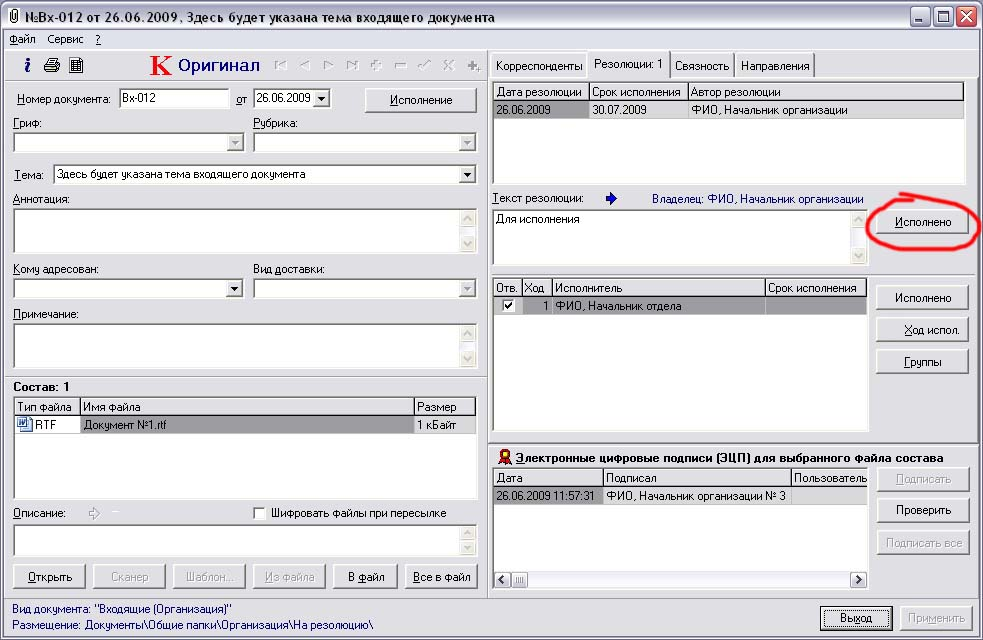 №Вх-012 от 26.06.2009, Здесь будет указана тема входящего документа
Файл Сервис ?
i К Оригинал
Номер документа: Вх-012 от 26.06.2009 Исполнение
Гриф: Рубрика:
Тема: Здесь будет указана тема входящего документа
Аннотация:
Кому адресован: Вид доставки:
Примечание:
Состав: 1
Тип файла Имя файла Размер
RTF Документ №1.rtf 1 кБайт
Описание: Шифровать файлы при пересылке
Открыть Сканер Шаблон... Из файла В файл Все в файл
Корреспонденты Резолюции: 1 Связность Направления
Дата резолюции Срок исполнения Автор резолюции
26.06.2009 30.07.2009 ФИО, Начальник организации
Текст резолюции: Владелец: ФИО, Начальник организации
Для исполнения Исполнено
Отв. Ход Исполнитель Срок исполнения
1 ФИО, Начальник отдела
Исполнено
Ход испол.
Группы
Электронные цифровые подписи (ЭЦП) для выбранного файла состава
Дата Подписал Пользователь
26.06.2009 11:57:31 ФИО, Начальник организации № 3
Подписать
Проверить
Подписать все
Вид документа: "Входящие (Организация)"
Размещение: Документы\Общие папки\Организация\На резолюцию\
Выход Применить